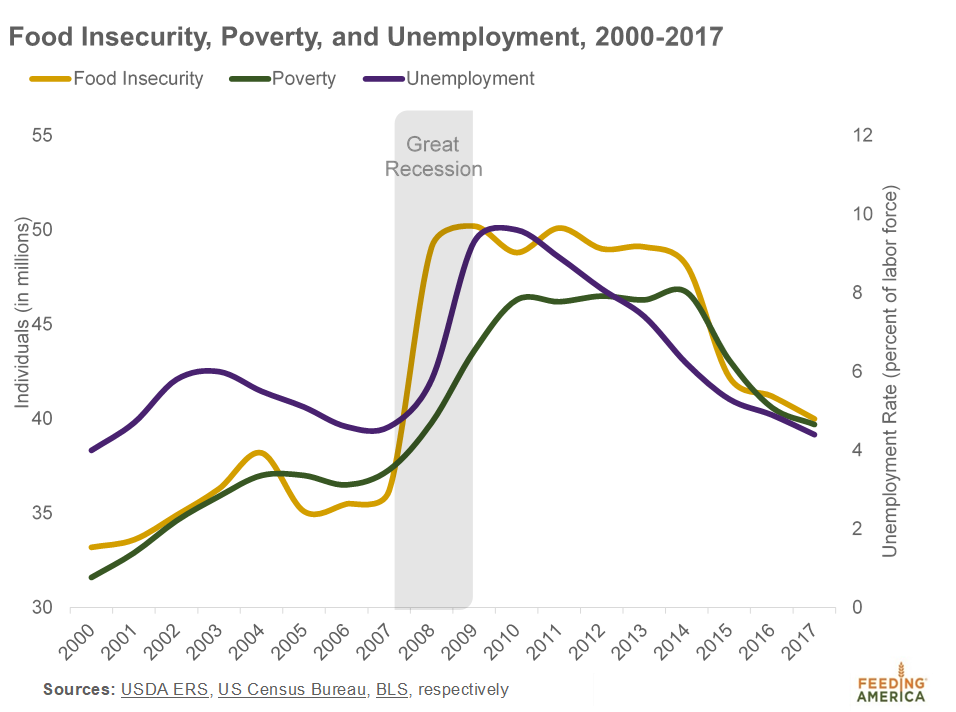 Food Insecurity, Poverty, and Unemployment, 2000-2017
Food Insecurity Poverty Unemployment
55
50
45
40
35
30
Individuals (in millions)
Great
Recession
12
10
8
6
4
2
0
Unemployment Rate (percent of labor force)
2000 2001 2002 2003 2004 2005 2006 2007 2008 2009 2010 2011 2012 2013 2014 2015 2016 2017
Sources: USDA ERS, US Census Bureau, BLS, respectively
FEEDING
AMERICA